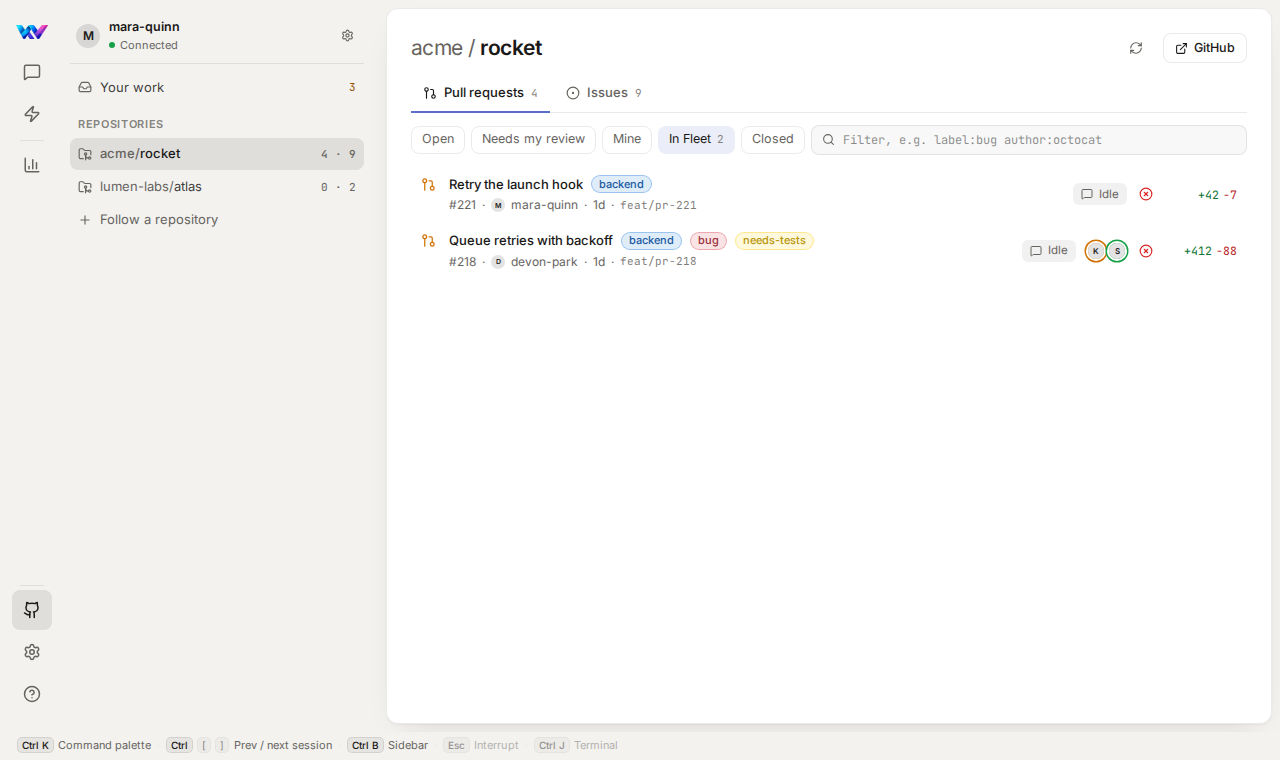 M mara-quinn
Connected
Your work 3
REPOSITORIES
acme/rocket 4 · 9
lumen-labs/atlas 0 · 2
Follow a repository
acme / rocket
GitHub
Pull requests 4 Issues 9
Open Needs my review Mine In Fleet 2 Closed Filter, e.g. label:bug author:octocat
Retry the launch hook backend
#221 · M mara-quinn · 1d · feat/pr-221
Idle +42 -7
Queue retries with backoff backend bug needs-tests
#218 · D devon-park · 1d · feat/pr-218
Idle K S +412 -88
Ctrl K Command palette Ctrl [ ] Prev / next session Ctrl B Sidebar Esc Interrupt Ctrl J Terminal